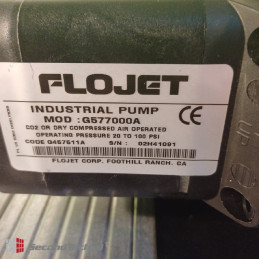 FLOJET
INDUSTRIAL PUMP
MOD :G577000A
CE
CO2 OR DRY COMPRESSED AIR OPERATED
OPERATING PRESSURE 20 TO 100 PSI
CODE G457511A S/N : 02H41091
FLOJET CORP. FOOTHILL RANCH, CA
UP